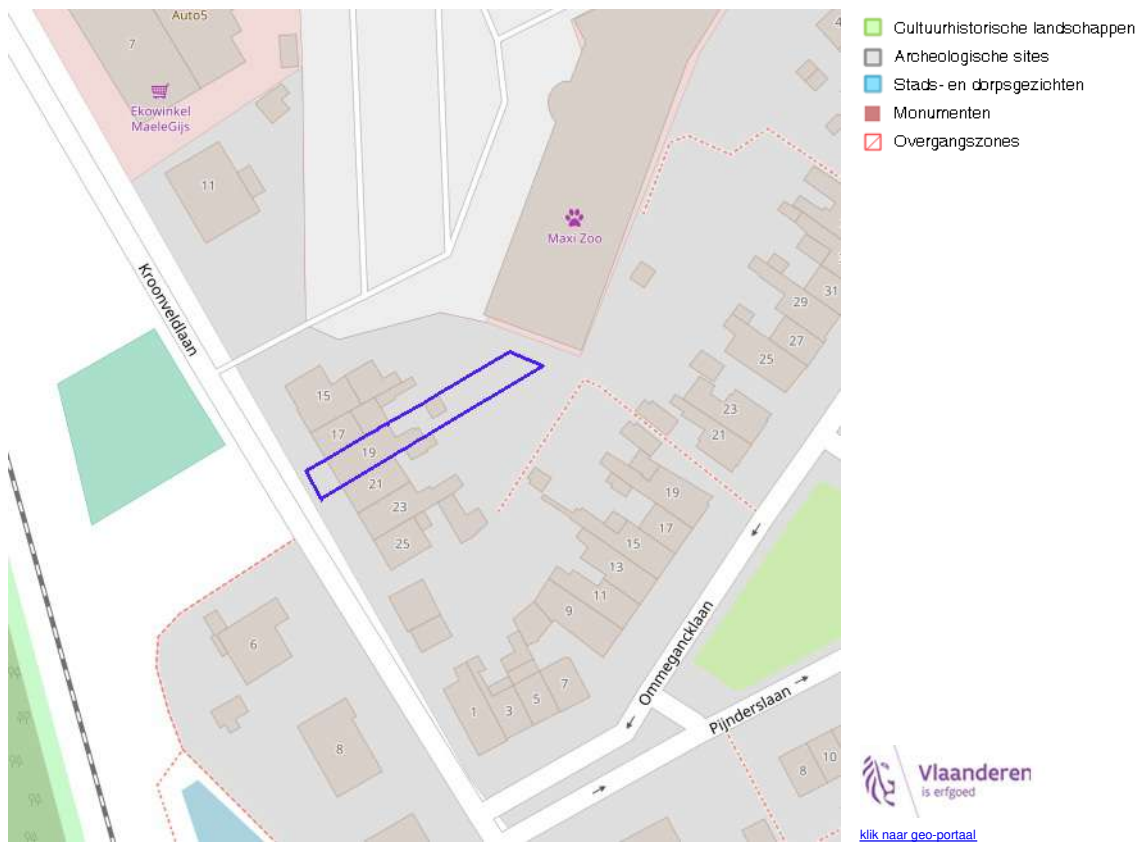 Auto5
7
Ekowinkel
MaeleGijs
11
Maxi Zoo
Kroonveldlaan
15
17
19
21
23
25
31
29
27
25
23
21
19
17
15
13
11
9
7
5
3
1
6
8
Ommegancklaan
Pijnderslaan
8
10
4
Cultuurhistorische landschappen
Archeologische sites
Stads- en dorpsgezichten
Monumenten
Overgangszones
Vlaanderen
is erfgoed
klik naar geo-portaal